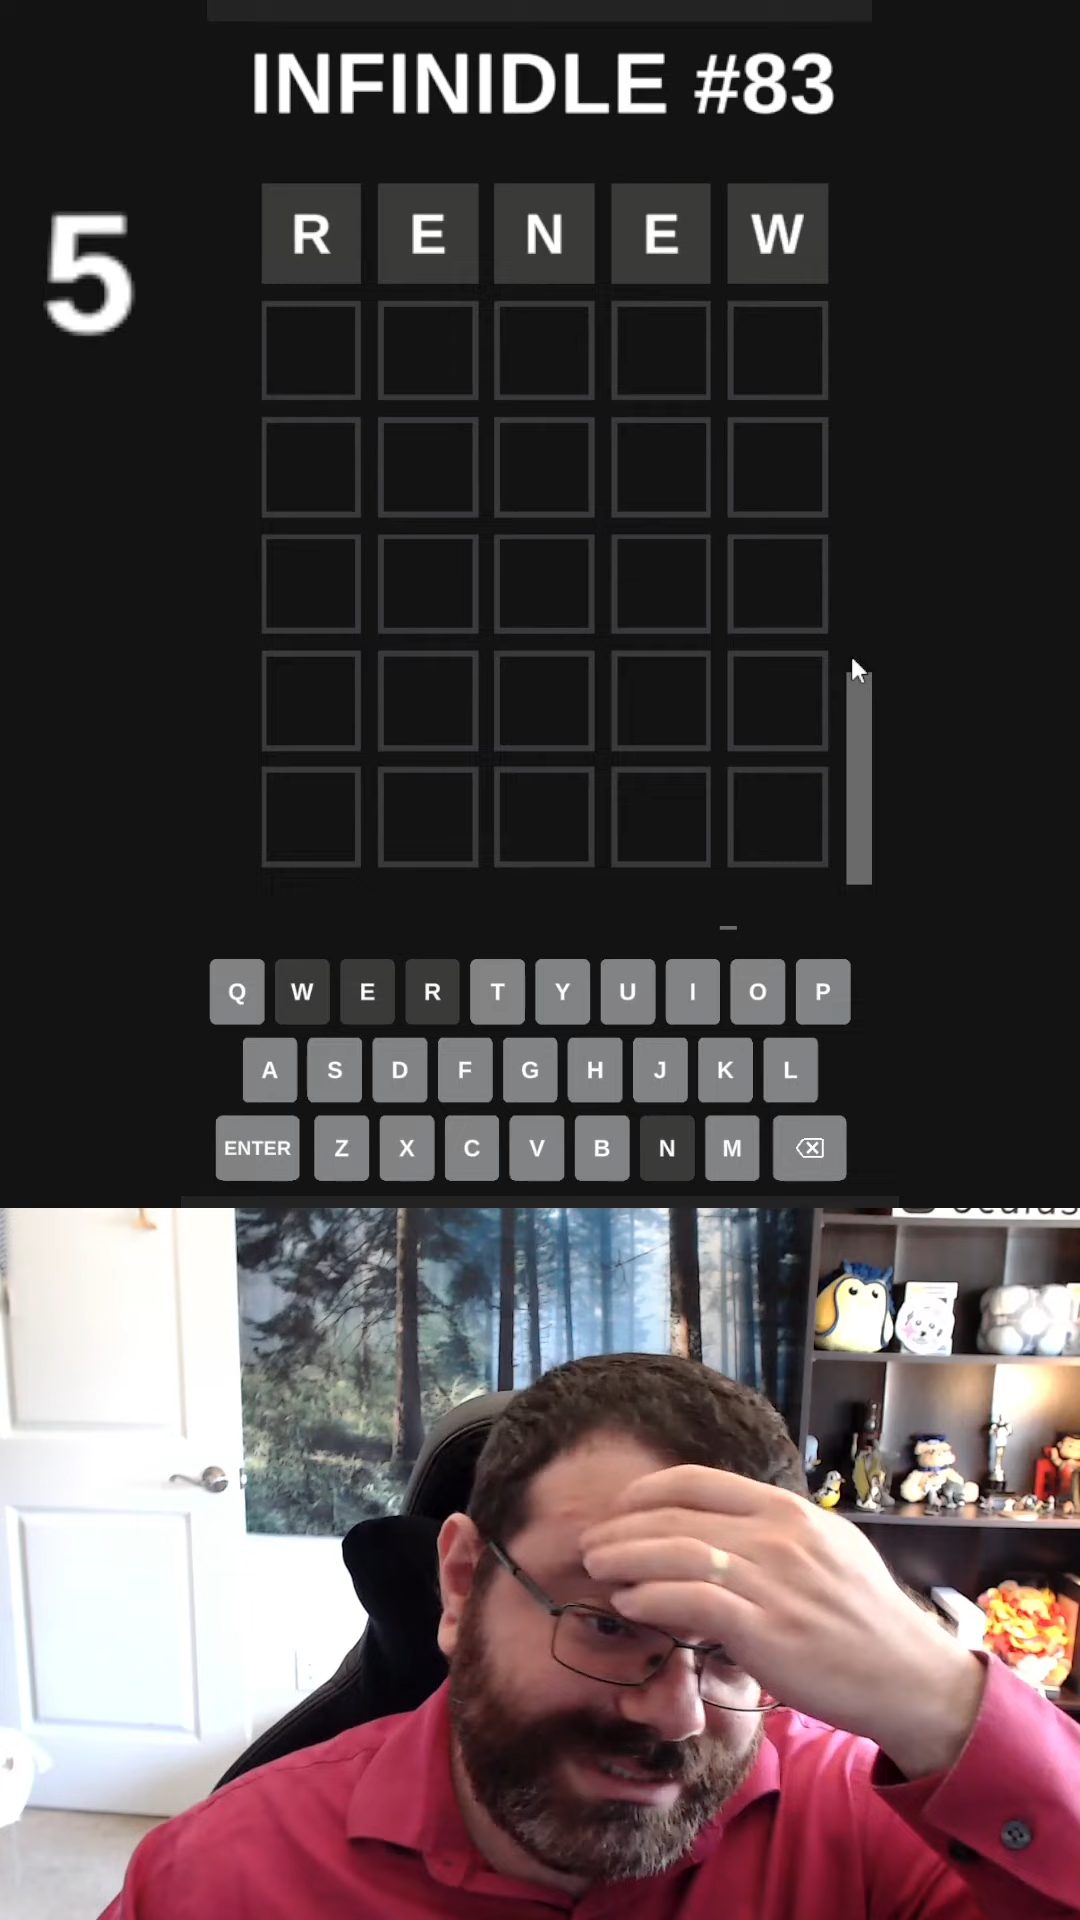 INFINIDLE #83
5
R E N E W
Q W E R T Y U I O P
A S D F G H J K L
ENTER Z X C V B N M